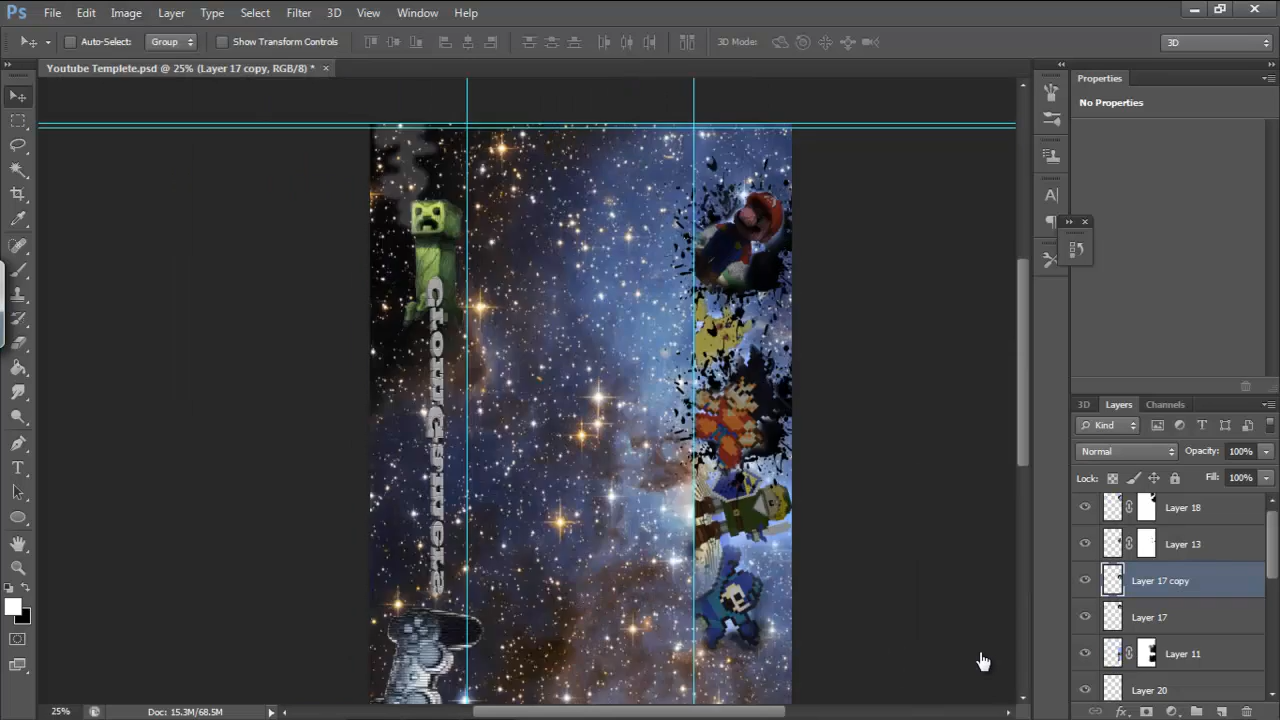 Ps File Edit Image Layer Type Select Filter 3D View Window Help
Auto-Select: Group Show Transform Controls 3D Mode: 3D
Youtube Templete.psd @ 25% (Layer 17 copy, RGB/8) * ×
Properties
No Properties
3D Layers Channels
Kind
Normal Opacity: 100%
Lock: Fill: 100%
Layer 18
Layer 13
Layer 17 copy
Layer 17
Layer 11
Layer 20
25% Doc: 15.3M/68.5M